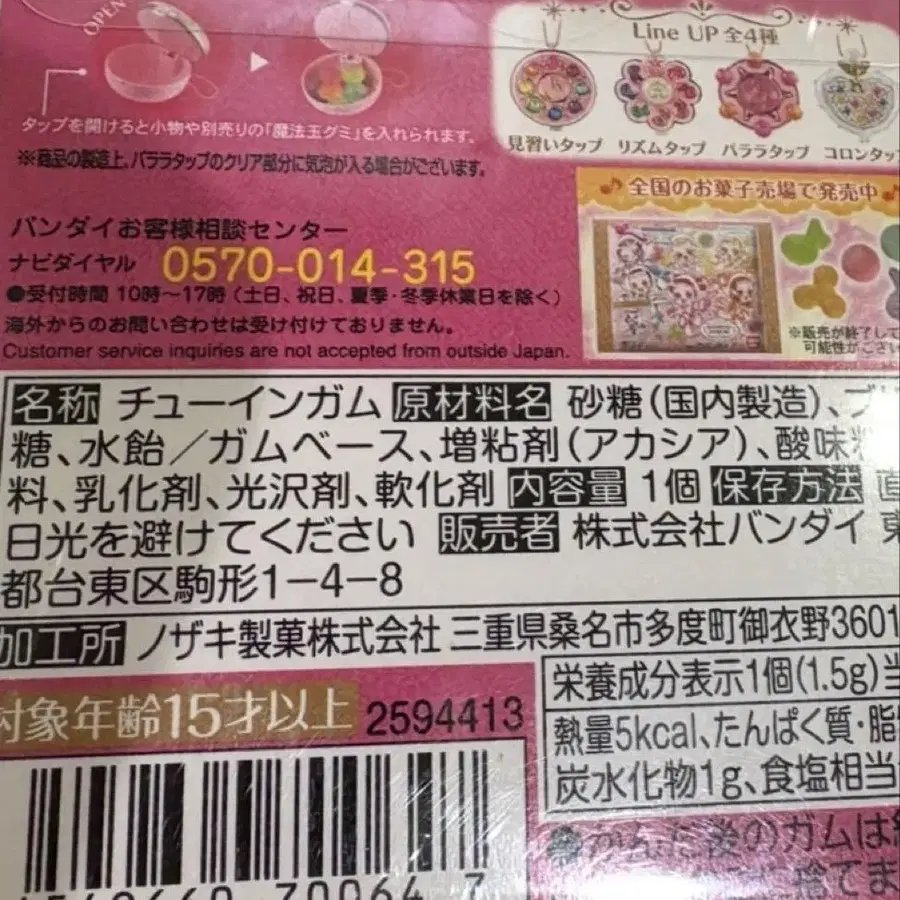 OPEN
タップを開けると小物や別売りの「魔法玉グミ」を入れられます。
※商品の製造上、パララタップのクリア部分に気泡が入る場合がございます。
Line UP 全4種
見習いタップ リズムタップ パララタップ コロンタップ
全国のお菓子売場で発売中
※販売が終了して
可能性がござい
バンダイお客様相談センター
ナビダイヤル 0570-014-315
●受付時間 10時〜17時（土日、祝日、夏季・冬季休業日を除く）
海外からのお問い合わせは受け付けておりません。
Customer service inquiries are not accepted from outside Japan.
名称 チューインガム 原材料名 砂糖（国内製造）、ブ
糖、水飴／ガムベース、増粘剤（アカシア）、酸味料
料、乳化剤、光沢剤、軟化剤 内容量 1個 保存方法 直
日光を避けてください 販売者 株式会社バンダイ 東
都台東区駒形1−4−8
加工所 ノザキ製菓株式会社 三重県桑名市多度町御衣野3601
対象年齢15才以上 2594413
栄養成分表示1個(1.5g)当
熱量5kcal、たんぱく質・脂
炭水化物1g、食塩相当
かんだ後のガムは紙
捨てま